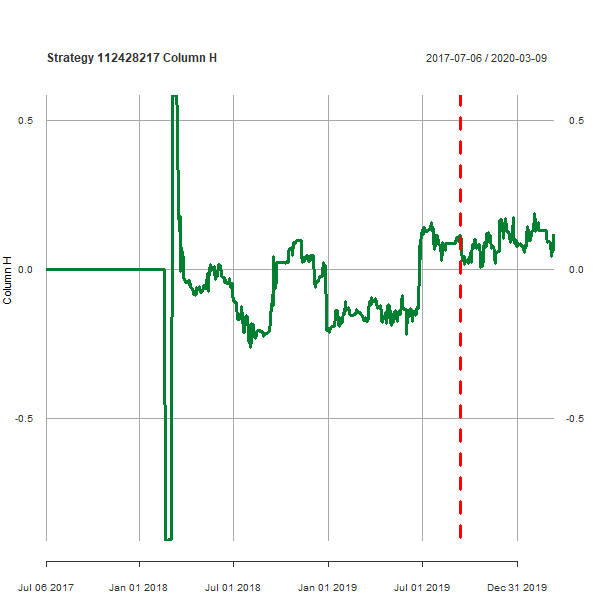 Strategy 112428217 Column H
2017-07-06 / 2020-03-09
0.5
0.5
0.0
0.0
Column H
-0.5
-0.5
Jul 06 2017
Jan 01 2018
Jul 01 2018
Jan 01 2019
Jul 01 2019
Dec 31 2019